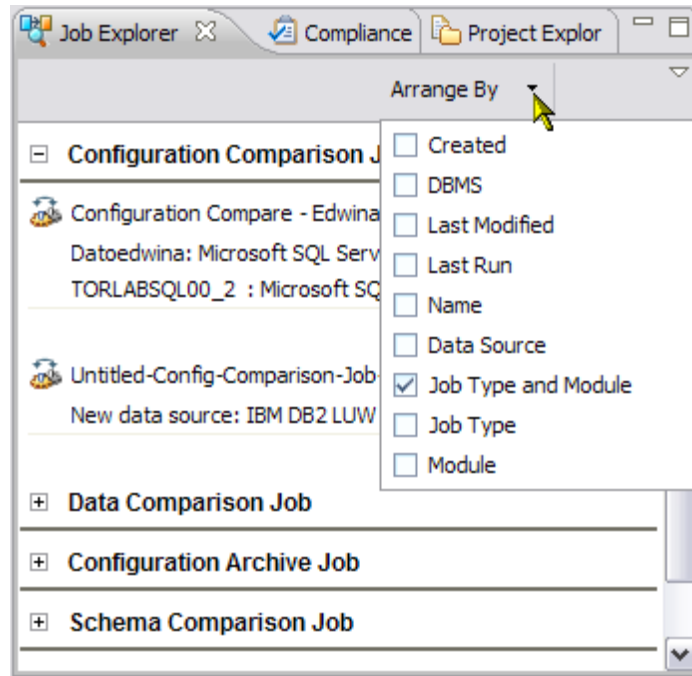 Job Explorer Compliance Project Explor
Arrange By
Configuration Comparison J
Created
DBMS
Last Modified
Last Run
Name
Data Source
Job Type and Module
Job Type
Module
Configuration Compare - Edwina
Datoedwina: Microsoft SQL Serv
TORLABSQL00_2 : Microsoft SQ
Untitled-Config-Comparison-Job-
New data source: IBM DB2 LUW
Data Comparison Job
Configuration Archive Job
Schema Comparison Job